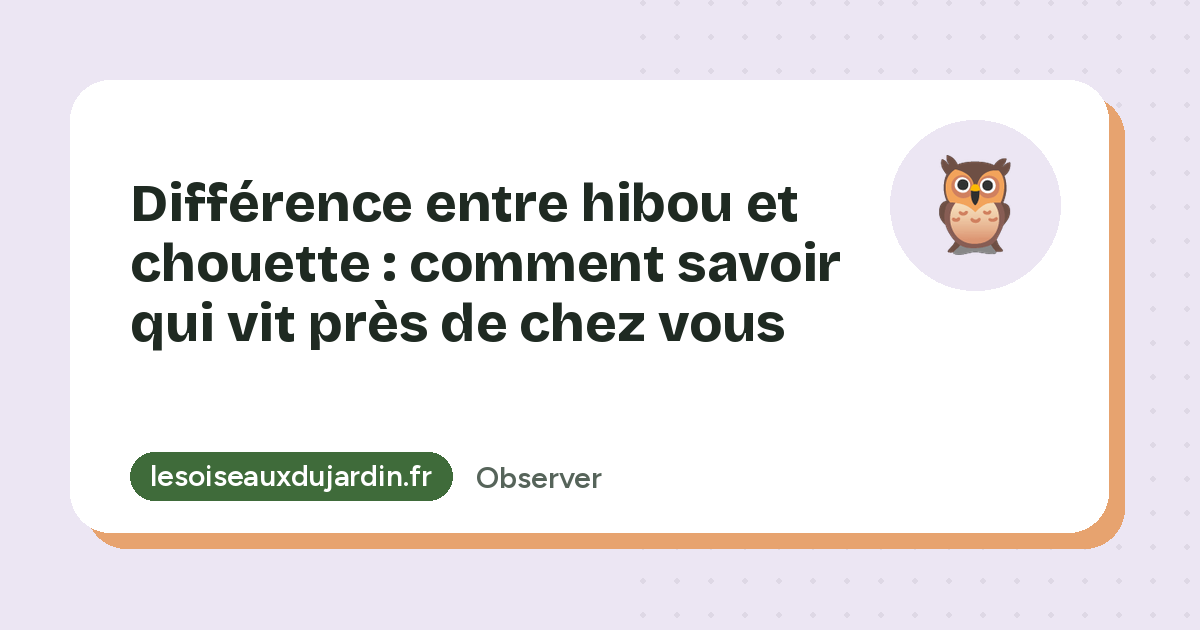 Différence entre hibou et
chouette : comment savoir
qui vit près de chez vous
lesoiseauxdujardin.fr
Observer